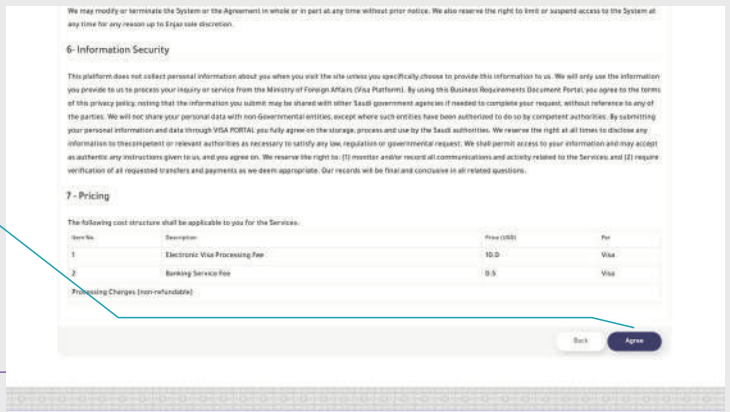 We may modify or terminate the System or the Agreement in whole or in part at any time without prior notice. We also reserve the right to limit or suspend access to the System at
any time for any reason up to Enjaz sole discretion.
6- Information Security
This platform does not collect personal information about you when you visit the site unless you specifically choose to provide this information to us. We will only use the information
you provide to us to process your inquiry or service from the Ministry of Foreign Affairs (Visa Platform). By using this Business Requirements Document Portal, you agree to the terms
of this privacy policy, noting that the information you submit may be shared with other Saudi government agencies if needed to complete your request, without reference to any of
the parties. We will not share your personal data with non-Governmental entities, except where such entities have been authorized to do so by competent authorities. By submitting
your personal information and data through VISA PORTAL you fully agree on the storage, process and use by the Saudi authorities. We reserve the right at all times to disclose any
information to thecompetent or relevant authorities as necessary to satisfy any law, regulation or governmental request. We shall permit access to your information and may accept
as authentic any instructions given to us, and you agree on. We reserve the right to: (1) monitor and/or record all communications and activity related to the Services; and (2) require
verification of all requested transfers and payments as we deem appropriate. Our records will be final and conclusive in all related questions.
7 - Pricing
The following cost structure shall be applicable to you for the Services.
Item No. Description Price (USD) Per
1 Electronic Visa Processing Fee 10.0 Visa
2 Banking Service Fee 0.5 Visa
Processing Charges (non-refundable)
Back Agree